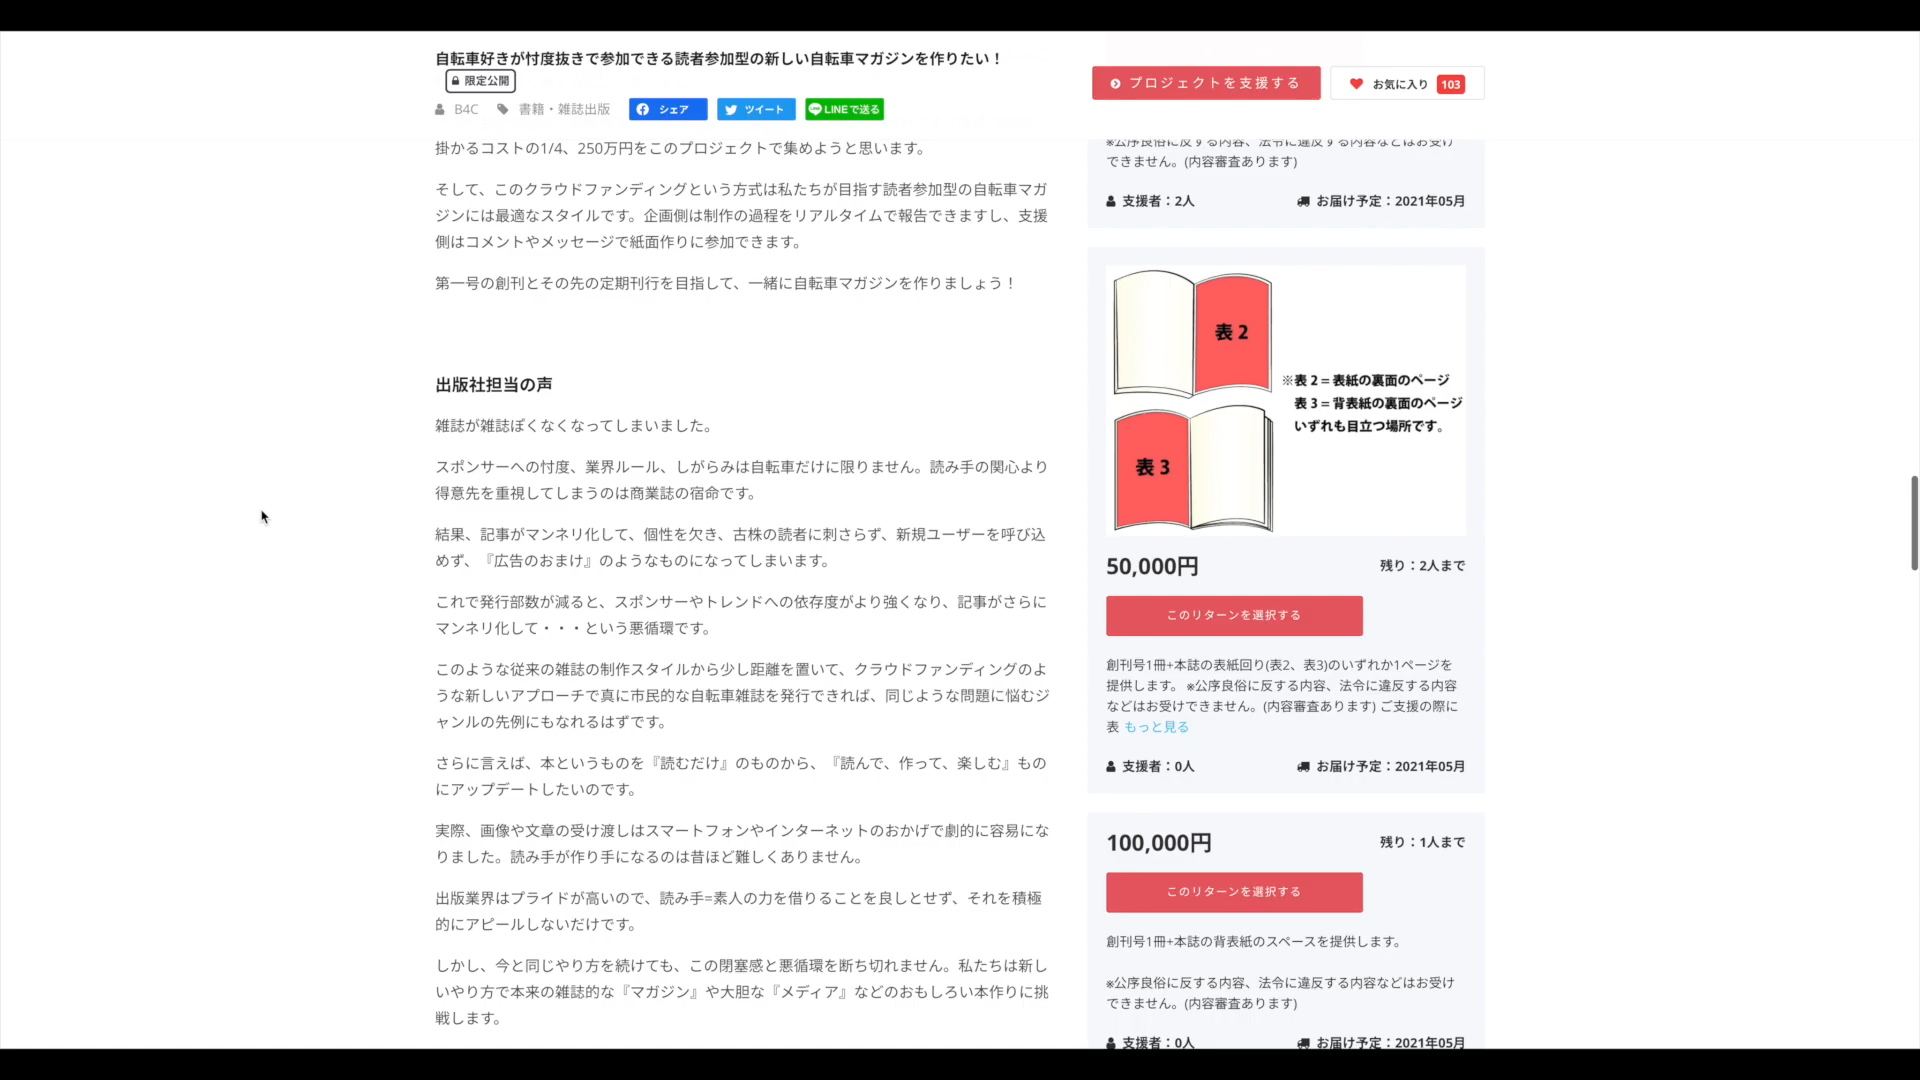 自転車好きが忖度抜きで参加できる読者参加型の新しい自転車マガジンを作りたい！
限定公開
B4C 書籍・雑誌出版 シェア ツイート LINEで送る
プロジェクトを支援する
お気に入り 103
掛かるコストの1/4、250万円をこのプロジェクトで集めようと思います。
そして、このクラウドファンディングという方式は私たちが目指す読者参加型の自転車マガ
ジンには最適なスタイルです。企画側は制作の過程をリアルタイムで報告できますし、支援
側はコメントやメッセージで紙面作りに参加できます。
第一号の創刊とその先の定期刊行を目指して、一緒に自転車マガジンを作りましょう！
出版社担当の声
雑誌が雑誌ぽくなくなってしまいました。
スポンサーへの忖度、業界ルール、しがらみは自転車だけに限りません。読み手の関心より
得意先を重視してしまうのは商業誌の宿命です。
結果、記事がマンネリ化して、個性を欠き、古株の読者に刺さらず、新規ユーザーを呼び込
めず、『広告のおまけ』のようなものになってしまいます。
これで発行部数が減ると、スポンサーやトレンドへの依存度がより強くなり、記事がさらに
マンネリ化して・・・という悪循環です。
このような従来の雑誌の制作スタイルから少し距離を置いて、クラウドファンディングのよ
うな新しいアプローチで真に市民的な自転車雑誌を発行できれば、同じような問題に悩むジ
ャンルの先例にもなれるはずです。
さらに言えば、本というものを『読むだけ』のものから、『読んで、作って、楽しむ』もの
にアップデートしたいのです。
実際、画像や文章の受け渡しはスマートフォンやインターネットのおかげで劇的に容易にな
りました。読み手が作り手になるのは昔ほど難しくありません。
出版業界はプライドが高いので、読み手=素人の力を借りることを良しとせず、それを積極
的にアピールしないだけです。
しかし、今と同じやり方を続けても、この閉塞感と悪循環を断ち切れません。私たちは新し
いやり方で本来の雑誌的な『マガジン』や大胆な『メディア』などのおもしろい本作りに挑
戦します。
※公序良俗に反する内容、法令に違反する内容などはお受け
できません。(内容審査あります)
支援者：2人 お届け予定：2021年05月
表 2
※表 2＝表紙の裏面のページ
表 3＝背表紙の裏面のページ
いずれも目立つ場所です。
表 3
50,000円 残り：2人まで
このリターンを選択する
創刊号1冊+本誌の表紙回り(表2、表3)のいずれか1ページを
提供します。 ※公序良俗に反する内容、法令に違反する内容
などはお受けできません。(内容審査あります) ご支援の際に
表 もっと見る
支援者：0人 お届け予定：2021年05月
100,000円 残り：1人まで
このリターンを選択する
創刊号1冊+本誌の背表紙のスペースを提供します。
※公序良俗に反する内容、法令に違反する内容などはお受け
できません。(内容審査あります)
支援者：0人 お届け予定：2021年05月